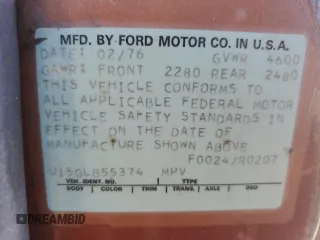 MFD. BY FORD MOTOR CO. IN U.S.A.
DATE: 02/76 GVWR 4600
GAWR: FRONT 2280 REAR 2480
THIS VEHICLE CONFORMS TO
ALL APPLICABLE FEDERAL MOTOR
VEHICLE SAFETY STANDARDS IN
EFFECT ON THE DATE OF
MANUFACTURE SHOWN ABOVE
F0024/R0207
U15GLB55374 MPV
VEH. IDENT. NO. TYPE
BODY COLOR TRIM TRANS. AXLE DSO
DREAMBID